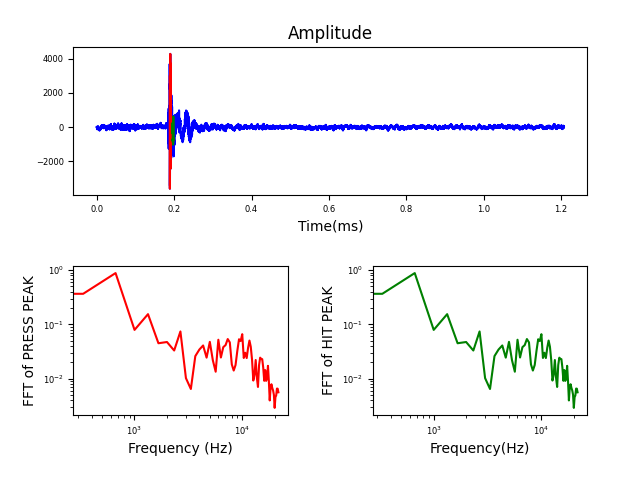 Amplitude
4000
2000
0
−2000
0.0 0.2 0.4 0.6 0.8 1.0 1.2
Time(ms)
FFT of PRESS PEAK
10⁰
10⁻¹
10⁻²
10³ 10⁴
Frequency (Hz)
FFT of HIT PEAK
10⁰
10⁻¹
10⁻²
10³ 10⁴
Frequency(Hz)